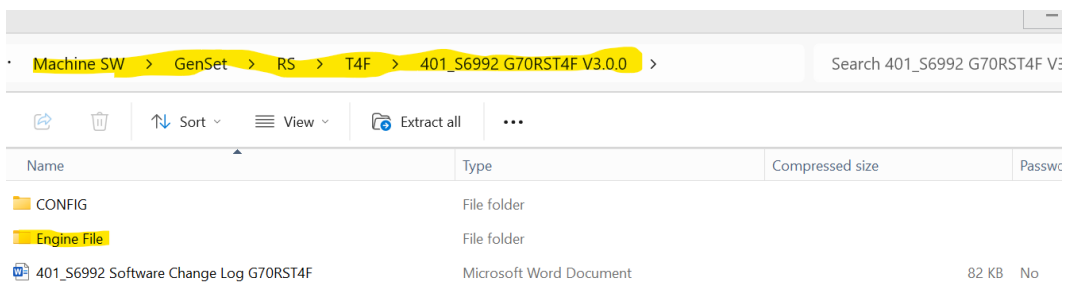 Machine SW > GenSet > RS > T4F > 401_S6992 G70RST4F V3.0.0 > Search 401_S6992 G70RST4F V3
Sort View Extract all ...
Name Type Compressed size Passwo
CONFIG File folder
Engine File File folder
401_S6992 Software Change Log G70RST4F Microsoft Word Document 82 KB No